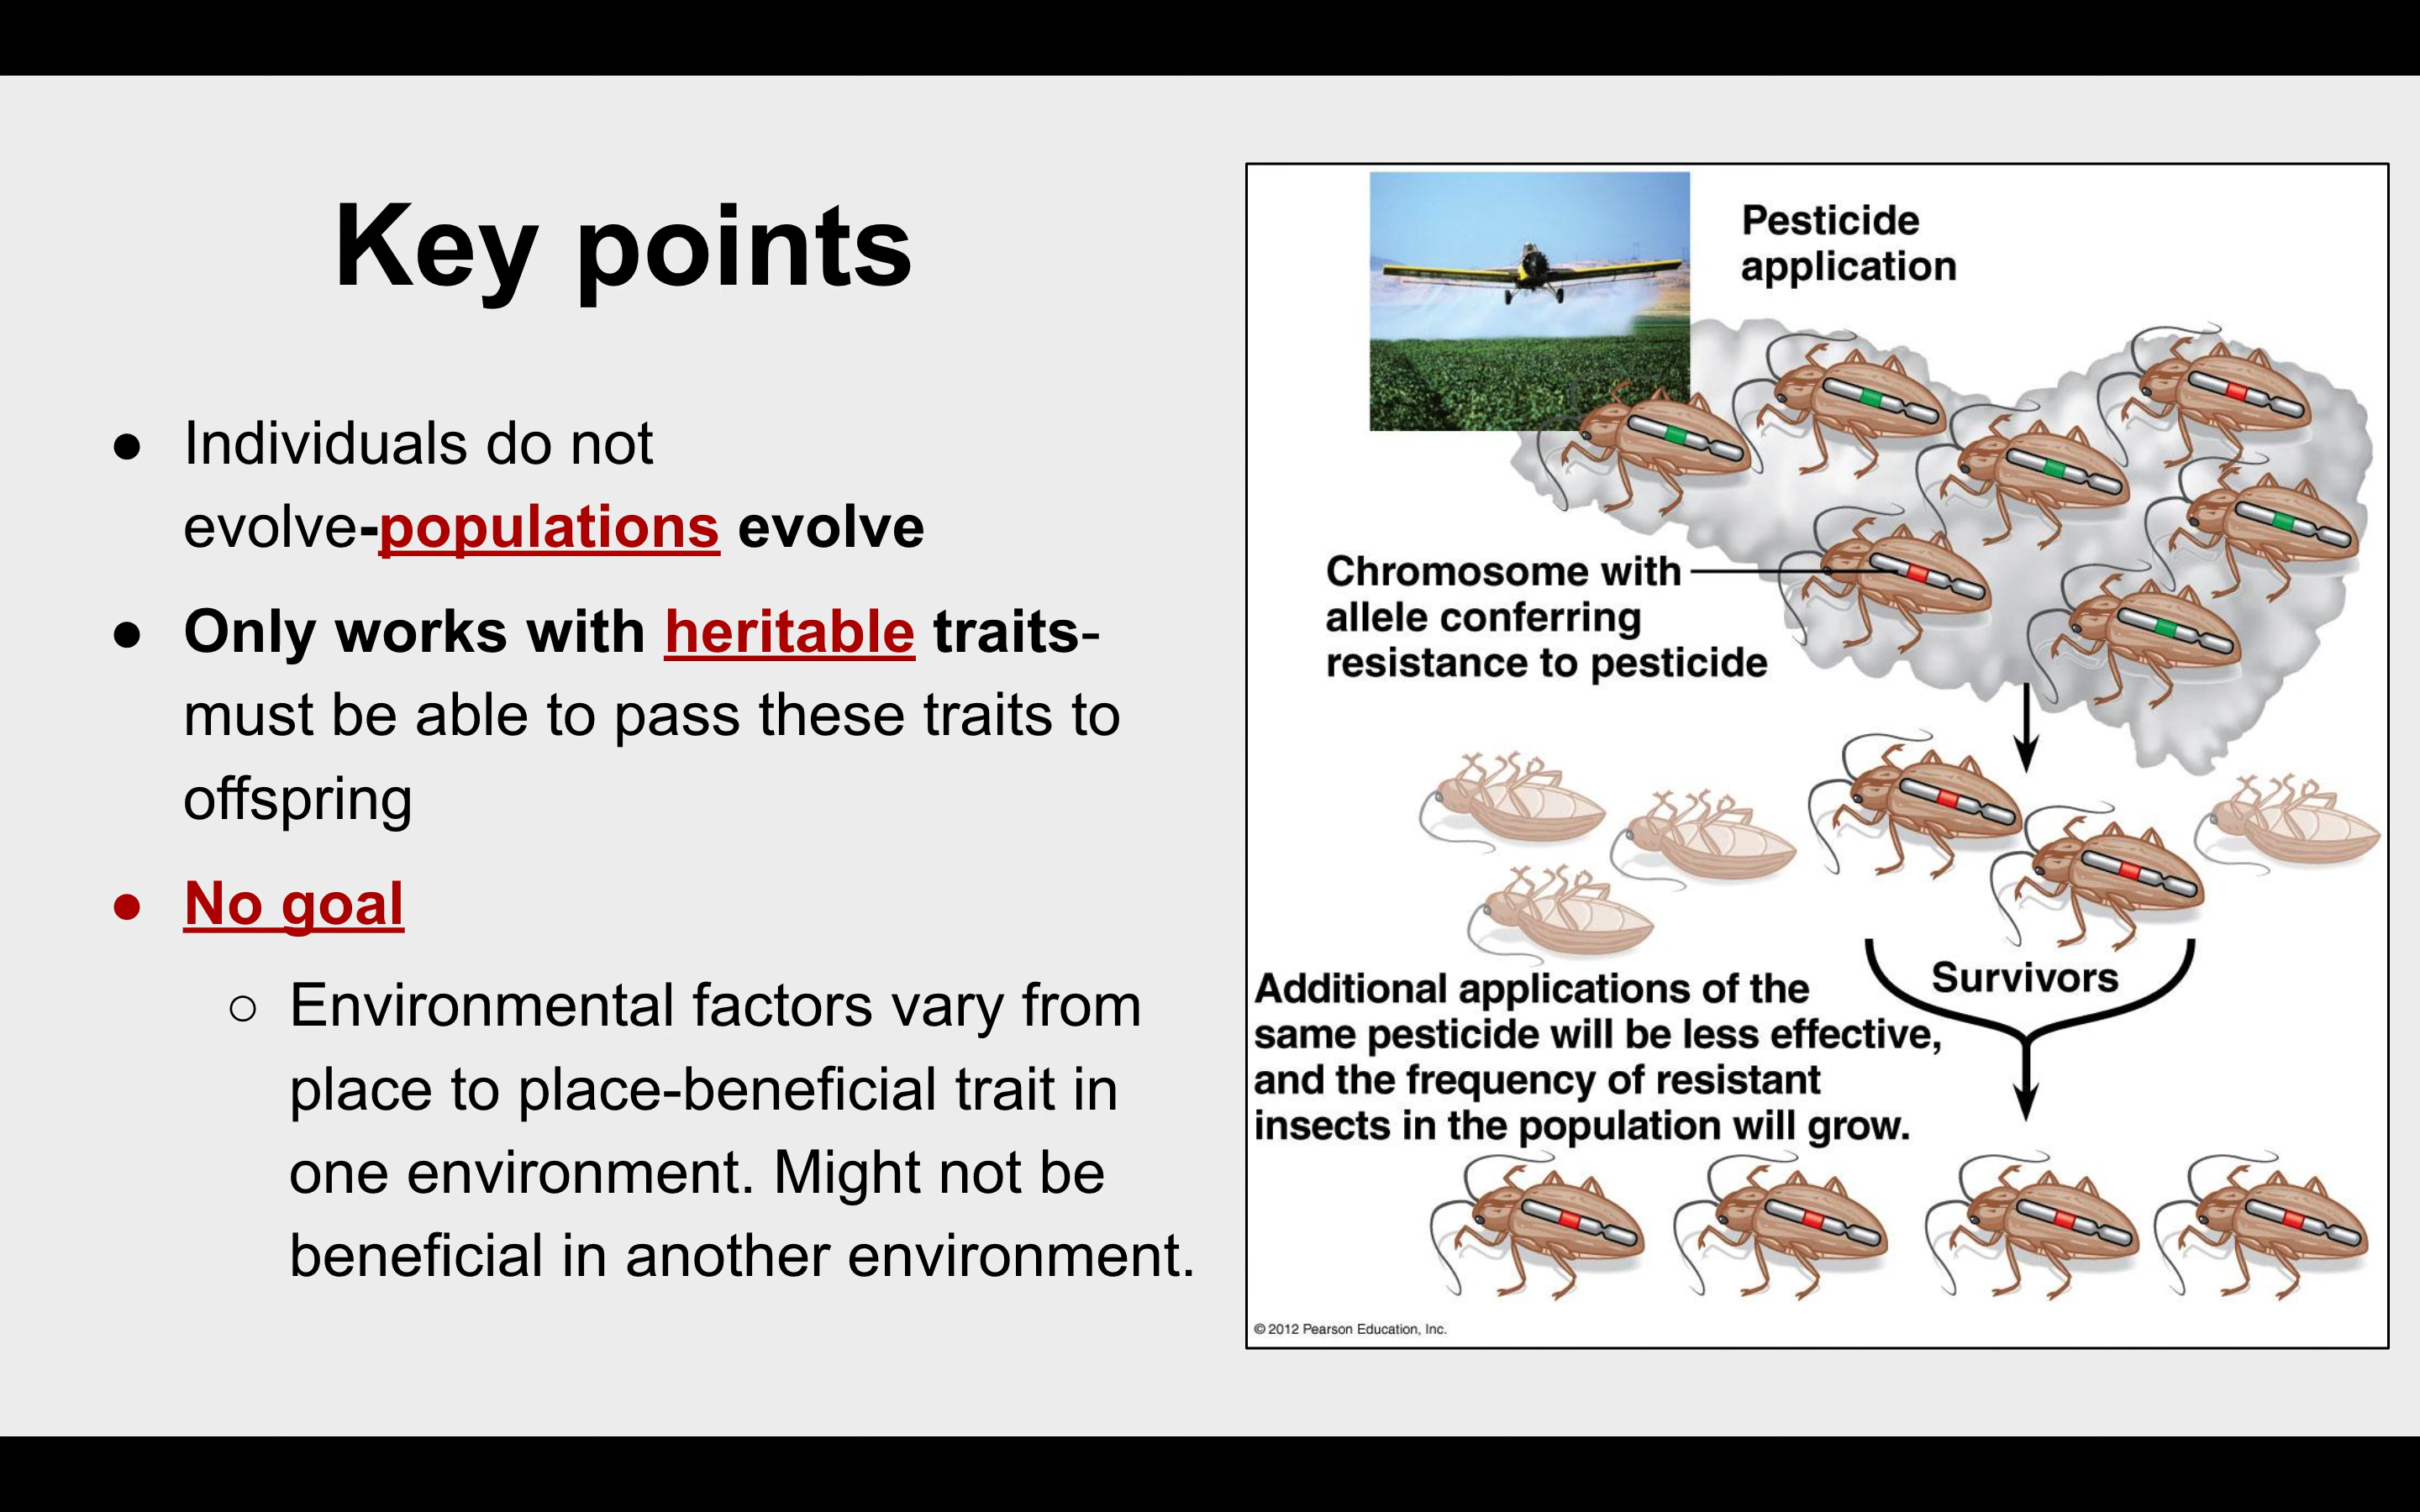 Key points
● Individuals do not
evolve-populations evolve
● Only works with heritable traits-
must be able to pass these traits to
offspring
● No goal
○ Environmental factors vary from
place to place-beneficial trait in
one environment. Might not be
beneficial in another environment.
Pesticide
application
Chromosome with
allele conferring
resistance to pesticide
Survivors
Additional applications of the
same pesticide will be less effective,
and the frequency of resistant
insects in the population will grow.
© 2012 Pearson Education, Inc.